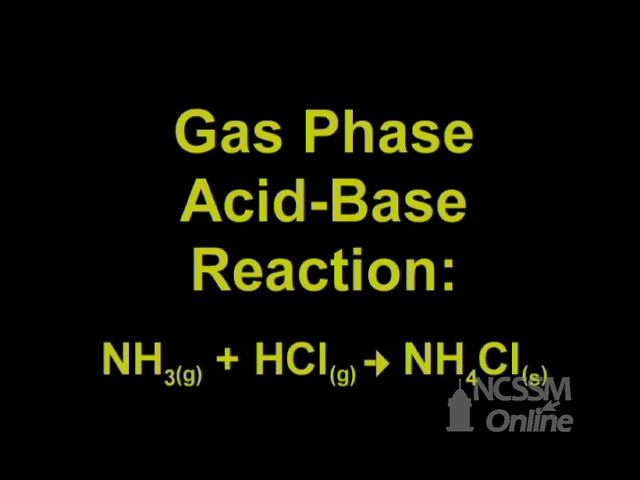 Gas Phase
Acid-Base
Reaction:
NH₃(g) + HCl(g) → NH₄Cl(s)
NCSSM
Online